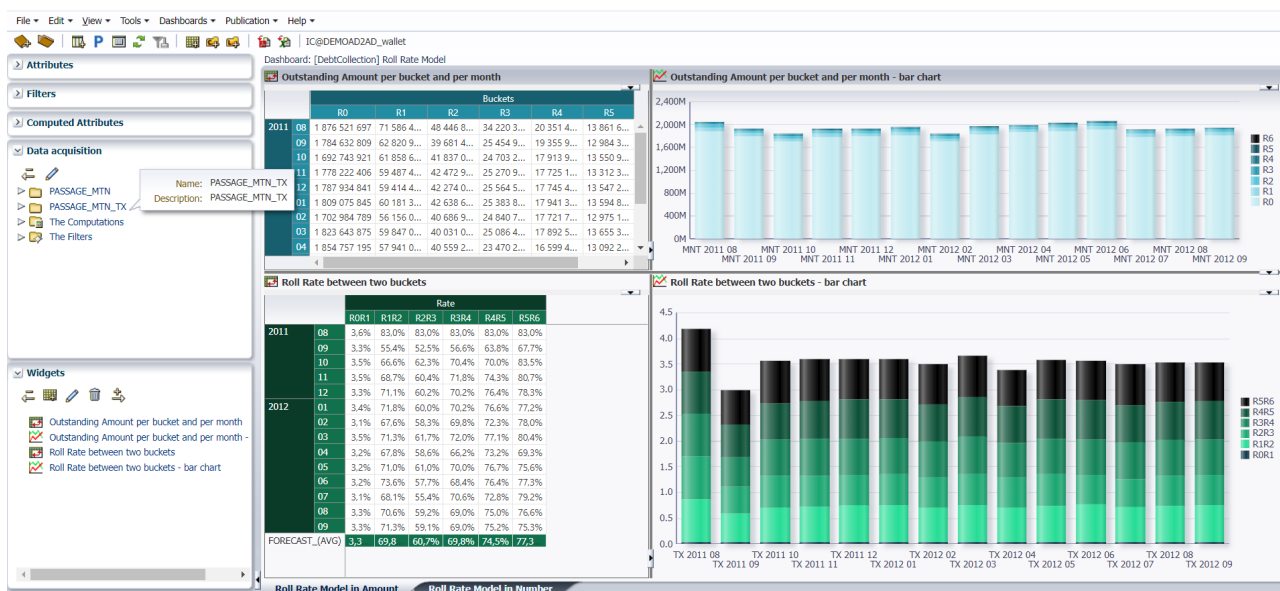 File Edit View Tools Dashboards Publication Help
P IC@DEMOAD2AD_wallet
Attributes
Filters
Computed Attributes
Data acquisition
PASSAGE_MTN
PASSAGE_MTN_TX
The Computations
The Filters
Name: PASSAGE_MTN_TX
Description: PASSAGE_MTN_TX
Widgets
Outstanding Amount per bucket and per month
Outstanding Amount per bucket and per month -
Roll Rate between two buckets
Roll Rate between two buckets - bar chart
Dashboard: [DebtCollection] Roll Rate Model
Outstanding Amount per bucket and per month
Buckets
R0 R1 R2 R3 R4 R5
2011 08 1 876 521 697 71 586 4... 48 446 8... 34 220 3... 20 351 4... 13 861 6...
09 1 784 632 809 62 820 9... 39 681 4... 25 454 9... 19 355 9... 12 984 3...
10 1 692 743 921 61 858 6... 41 837 0... 24 703 2... 17 913 9... 13 550 9...
11 1 778 222 406 59 487 4... 42 472 9... 25 270 9... 17 735 1... 13 312 3...
12 1 787 934 841 59 414 4... 42 274 0... 25 564 5... 17 745 4... 13 547 2...
01 1 809 075 845 60 181 3... 42 638 6... 25 383 8... 17 941 3... 13 594 8...
02 1 702 984 789 56 156 0... 40 686 9... 24 840 7... 17 721 7... 12 975 1...
03 1 823 643 875 59 847 0... 40 031 0... 25 086 4... 17 892 5... 13 655 3...
04 1 854 757 195 57 941 0... 40 559 2... 23 470 2... 16 599 4... 13 092 2...
Outstanding Amount per bucket and per month - bar chart
2,400M
2,000M
1,600M
1,200M
800M
400M
0M
MNT 2011 08 MNT 2011 10 MNT 2011 12 MNT 2012 02 MNT 2012 04 MNT 2012 06 MNT 2012 08
MNT 2011 09 MNT 2011 11 MNT 2012 01 MNT 2012 03 MNT 2012 05 MNT 2012 07 MNT 2012 09
R6
R5
R4
R3
R2
R1
R0
Roll Rate between two buckets
Rate
R0R1 R1R2 R2R3 R3R4 R4R5 R5R6
2011 08 3,6% 83,0% 83,0% 83,0% 83,0% 83,0%
09 3,3% 55,4% 52,5% 56,6% 63,8% 67,7%
10 3,5% 66,6% 62,3% 70,4% 70,0% 83,5%
11 3,5% 68,7% 60,4% 71,8% 74,3% 80,7%
12 3,3% 71,1% 60,2% 70,2% 76,4% 78,3%
2012 01 3,4% 71,8% 60,0% 70,2% 76,6% 77,2%
02 3,1% 67,6% 58,3% 69,8% 72,3% 78,0%
03 3,5% 71,3% 61,7% 72,0% 77,1% 80,4%
04 3,2% 67,8% 58,6% 66,2% 73,2% 69,3%
05 3,2% 71,0% 61,0% 70,0% 76,7% 75,6%
06 3,2% 73,6% 57,7% 68,4% 76,4% 77,3%
07 3,1% 68,1% 55,4% 70,6% 72,8% 79,2%
08 3,3% 70,6% 59,2% 69,0% 75,0% 76,6%
09 3,3% 71,3% 59,1% 69,0% 75,2% 75,3%
FORECAST_(AVG) 3,3 69,8 60,7% 69,8% 74,5% 77,3
Roll Rate between two buckets - bar chart
4.5
4.0
3.5
3.0
2.5
2.0
1.5
1.0
0.5
0.0
TX 2011 08 TX 2011 10 TX 2011 12 TX 2012 02 TX 2012 04 TX 2012 06 TX 2012 08
TX 2011 09 TX 2011 11 TX 2012 01 TX 2012 03 TX 2012 05 TX 2012 07 TX 2012 09
R5R6
R4R5
R3R4
R2R3
R1R2
R0R1
Roll Rate Model in Amount Roll Rate Model in Number